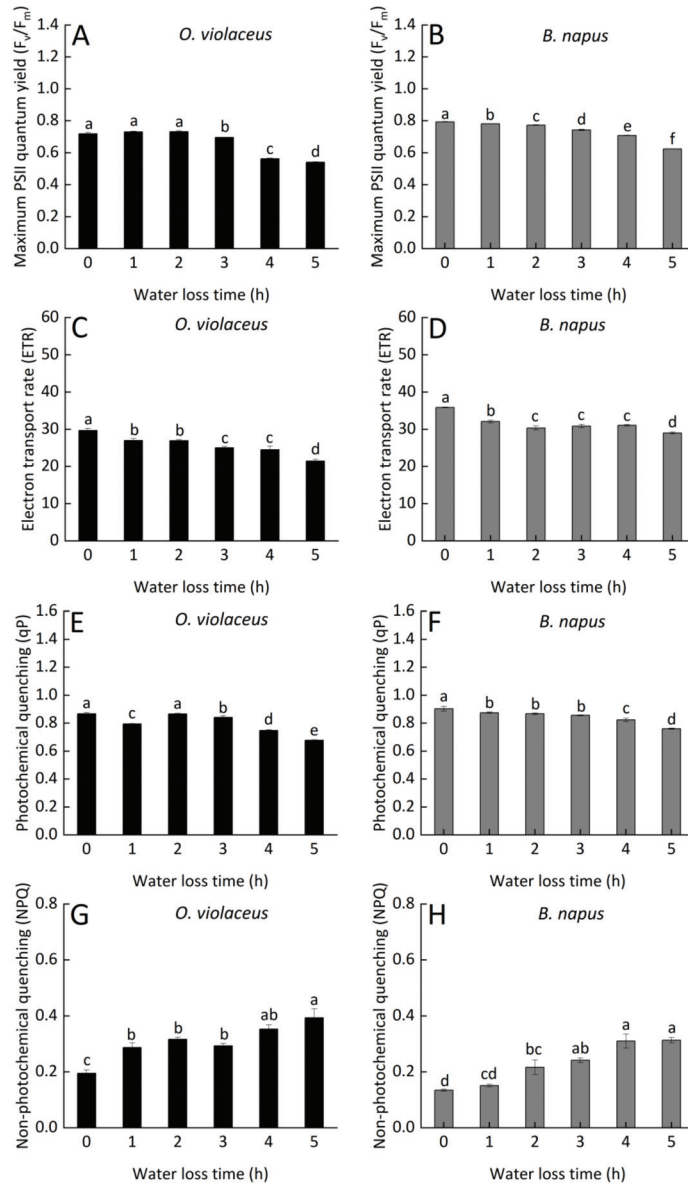 A
O. violaceus
Maximum PSII quantum yield (Fv/Fm)
1.4
1.2
1.0
0.8
0.6
0.4
0.2
0.0
a a a b c d
0 1 2 3 4 5
Water loss time (h)
B
B. napus
Maximum PSII quantum yield (Fv/Fm)
1.4
1.2
1.0
0.8
0.6
0.4
0.2
0.0
a b c d e f
0 1 2 3 4 5
Water loss time (h)
C
O. violaceus
Electron transport rate (ETR)
60
50
40
30
20
10
0
a b b c c d
0 1 2 3 4 5
Water loss time (h)
D
B. napus
Electron transport rate (ETR)
60
50
40
30
20
10
0
a b c c c d
0 1 2 3 4 5
Water loss time (h)
E
O. violaceus
Photochemical quenching (qP)
1.6
1.4
1.2
1.0
0.8
0.6
0.4
0.2
0.0
a c a b d e
0 1 2 3 4 5
Water loss time (h)
F
B. napus
Photochemical quenching (qP)
1.6
1.4
1.2
1.0
0.8
0.6
0.4
0.2
0.0
a b b b c d
0 1 2 3 4 5
Water loss time (h)
G
O. violaceus
Non-photochemical quenching (NPQ)
0.8
0.6
0.4
0.2
0.0
c b b b ab a
0 1 2 3 4 5
Water loss time (h)
H
B. napus
Non-photochemical quenching (NPQ)
0.8
0.6
0.4
0.2
0.0
d cd bc ab a a
0 1 2 3 4 5
Water loss time (h)